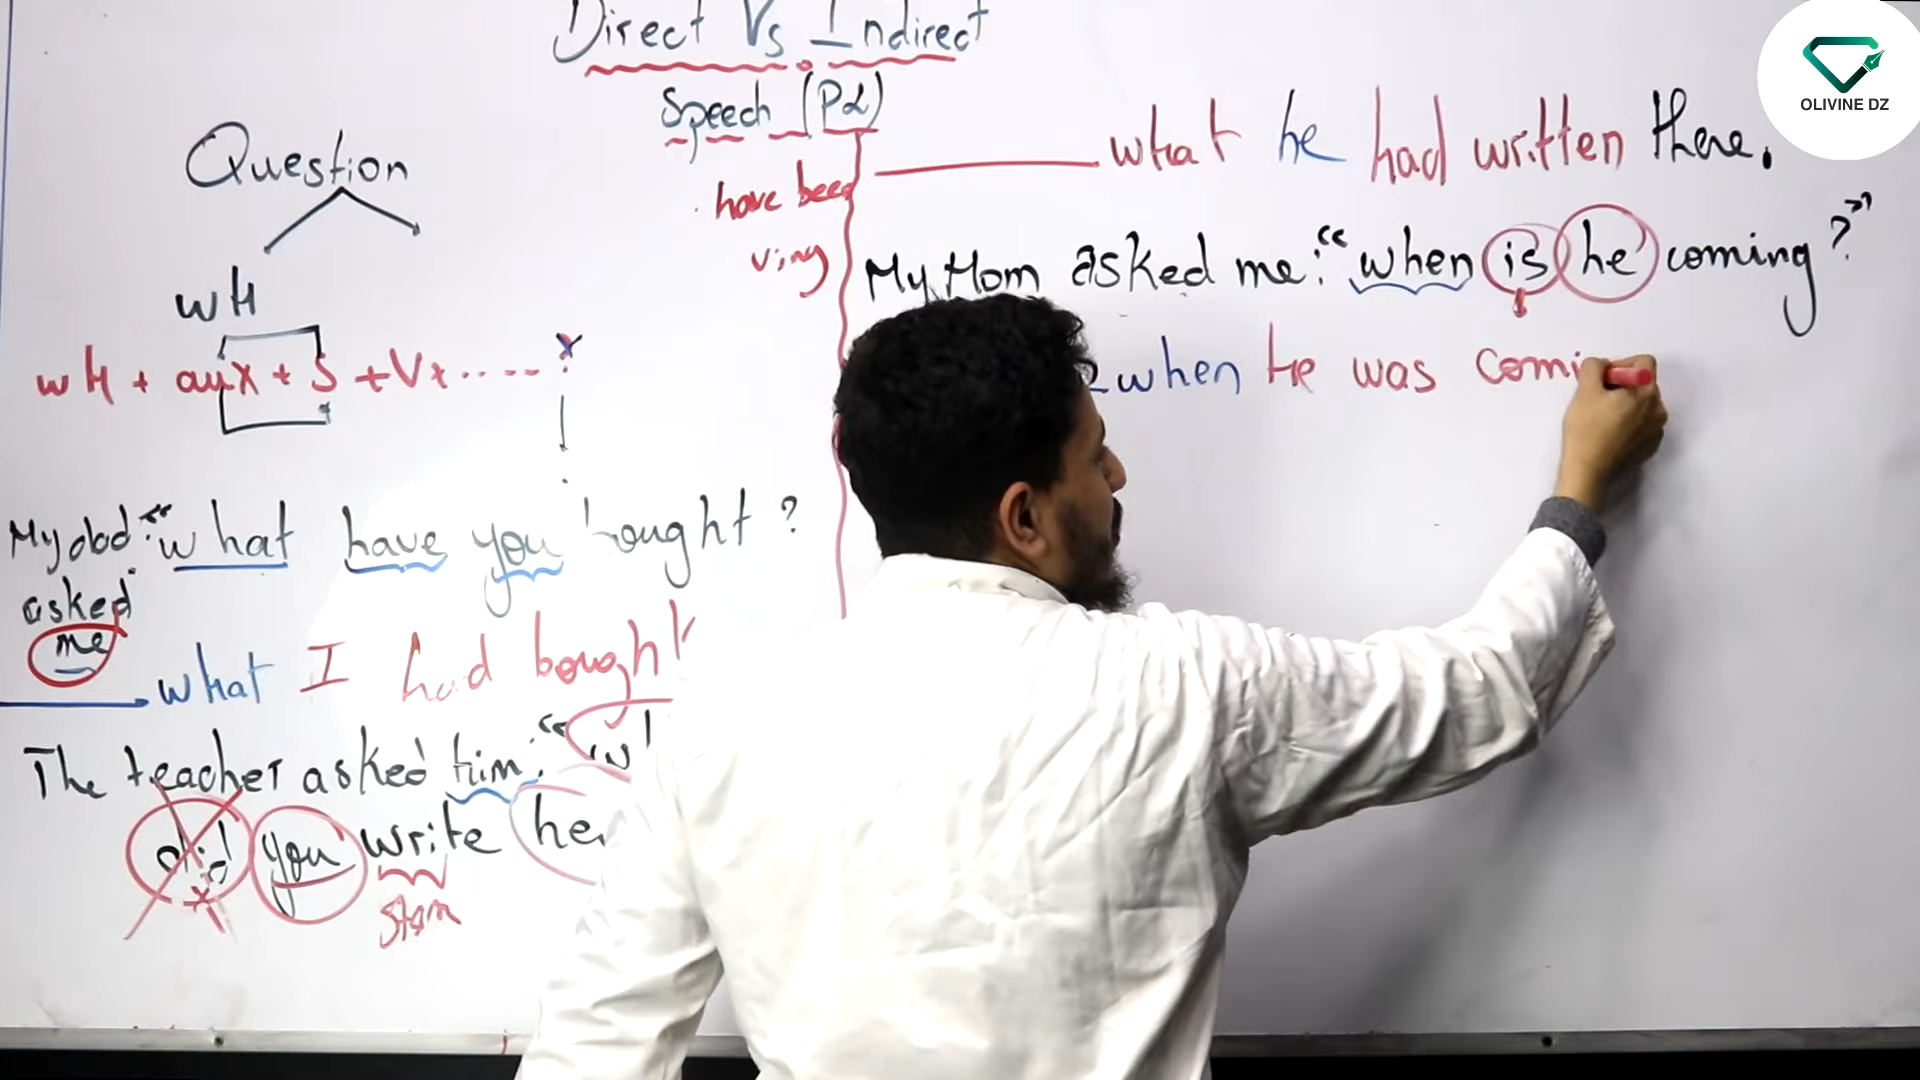 Direct Vs Indirect
Speech (P2)
Question
WH
WH + aux + S + Vx ..... ?
have been
ving
My dad
asked
me
: “what have you bought ?
what I had bought
The teacher asked him: “
did you write
stem
what he had written there.
My Mom asked me: “when is he coming ?”
when He was comi
OLIVINE DZ